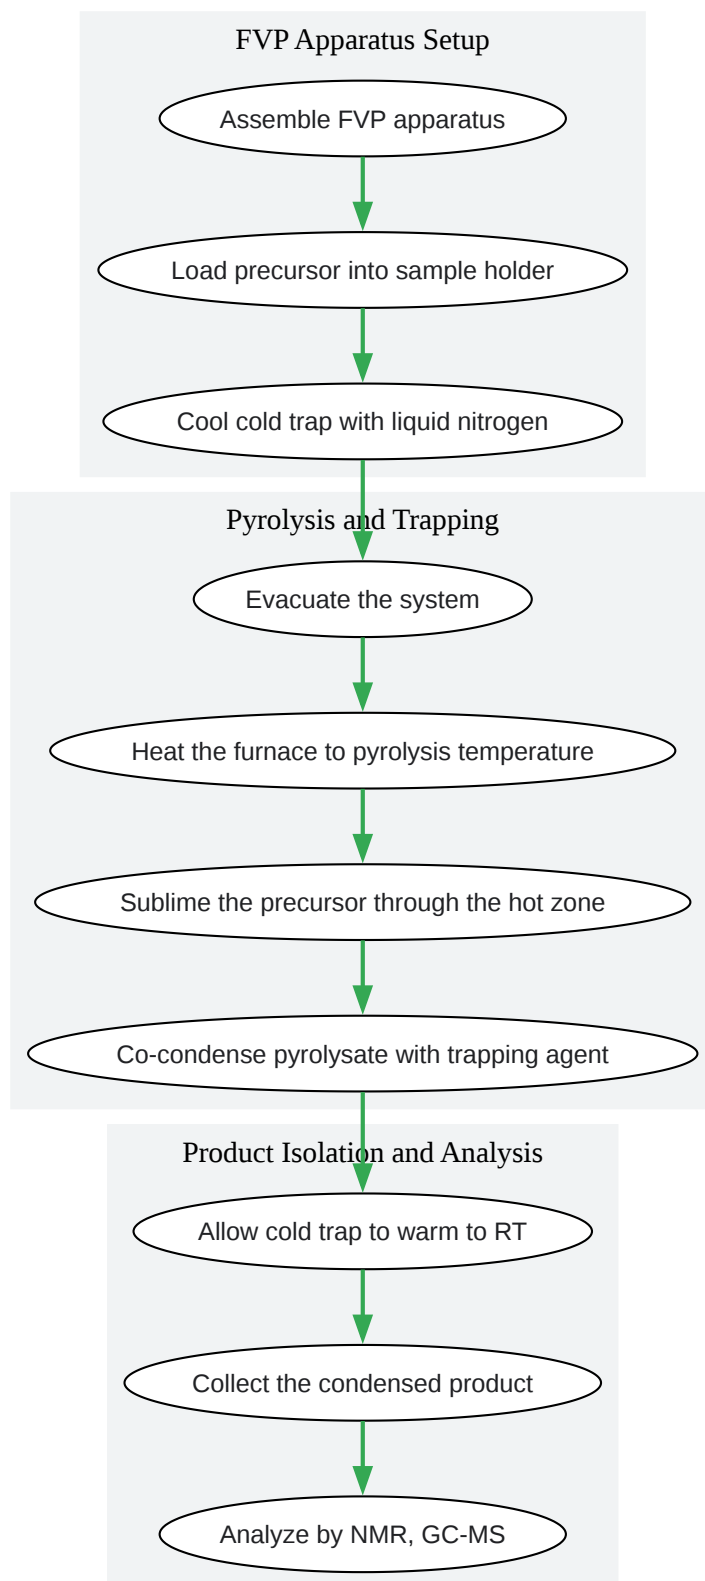 FVP Apparatus Setup
Assemble FVP apparatus
Load precursor into sample holder
Cool cold trap with liquid nitrogen
Pyrolysis and Trapping
Evacuate the system
Heat the furnace to pyrolysis temperature
Sublime the precursor through the hot zone
Co-condense pyrolysate with trapping agent
Product Isolation and Analysis
Allow cold trap to warm to RT
Collect the condensed product
Analyze by NMR, GC-MS